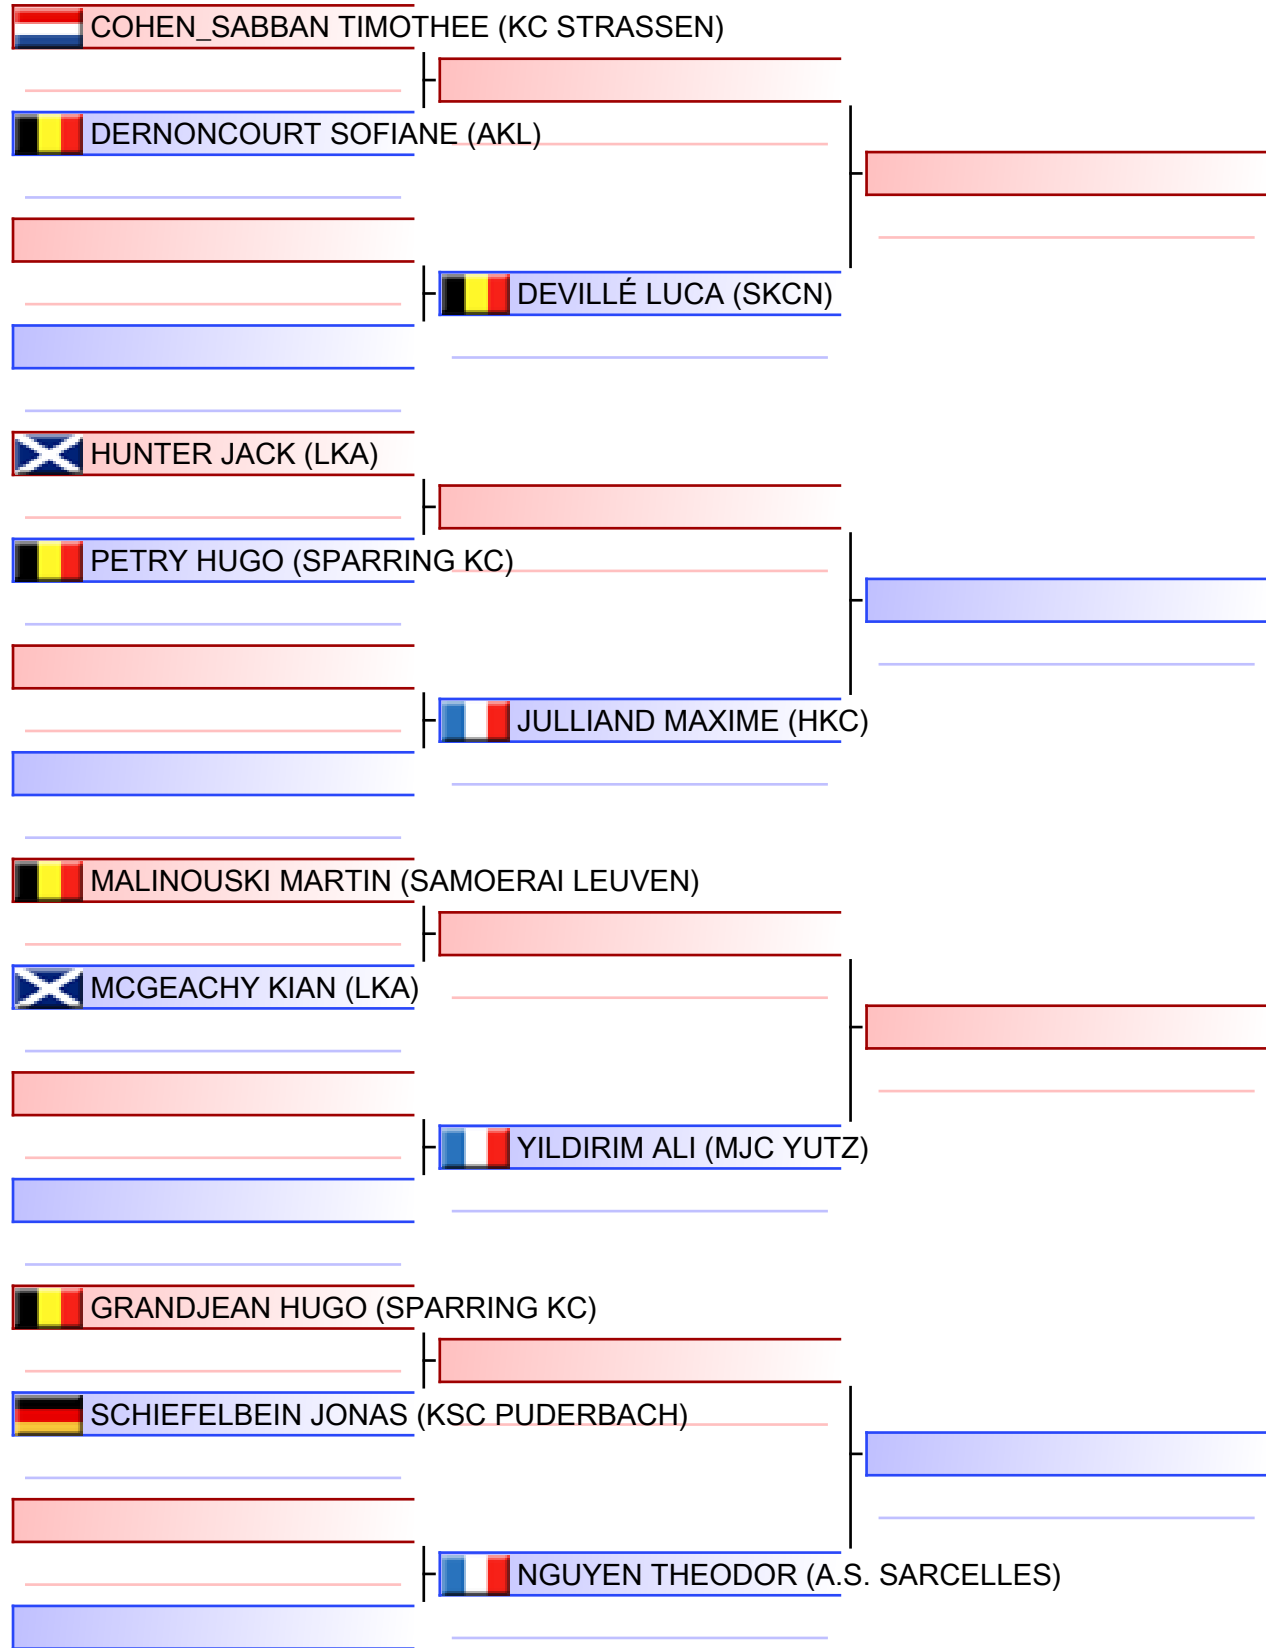 COHEN_SABBAN TIMOTHEE (KC STRASSEN)
DERNONCOURT SOFIANE (AKL)
DEVILLÉ LUCA (SKCN)
HUNTER JACK (LKA)
PETRY HUGO (SPARRING KC)
JULLIAND MAXIME (HKC)
MALINOUSKI MARTIN (SAMOERAI LEUVEN)
MCGEACHY KIAN (LKA)
YILDIRIM ALI (MJC YUTZ)
GRANDJEAN HUGO (SPARRING KC)
SCHIEFELBEIN JONAS (KSC PUDERBACH)
NGUYEN THEODOR (A.S. SARCELLES)